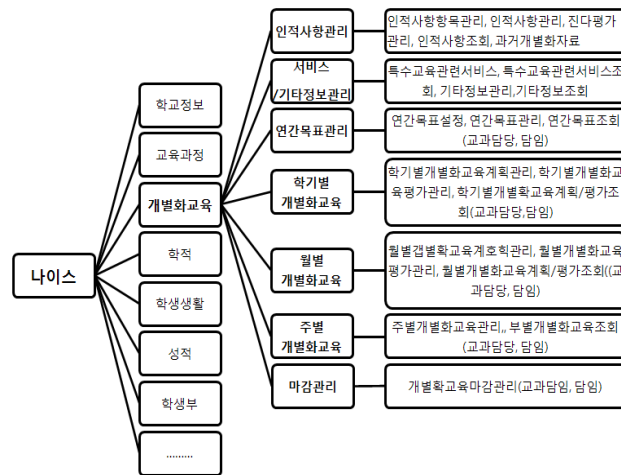 나이스
학교정보
교육과정
개별화교육
학적
학생생활
성적
학생부
.........
인적사항관리
인적사항항목관리, 인적사항관리, 진다평가
관리, 인적사항조회, 과거개별화자료
서비스
/기타정보관리
특수교육관련서비스, 특수교육관련서비스조
회, 기타정보관리,기타정보조회
연간목표관리
연간목표설정, 연간목표관리, 연간목표조회
(교과담당, 담임)
학기별
개별화교육
학기별개별화교육계획관리, 학기별개별화교
육평가관리, 학기별개별확교육계획/평가조
회(교과담당,담임)
월별
개별화교육
월별갭별확교육계호획관리, 월별개별화교육
평가관리, 월별개별화교육계획/평가조회((교
과담당, 담임)
주별
개별화교육
주별개별화교육관리,, 부별개별화교육조회
(교과담당, 담임)
마감관리
개별확교육마감관리(교과담임, 담임)